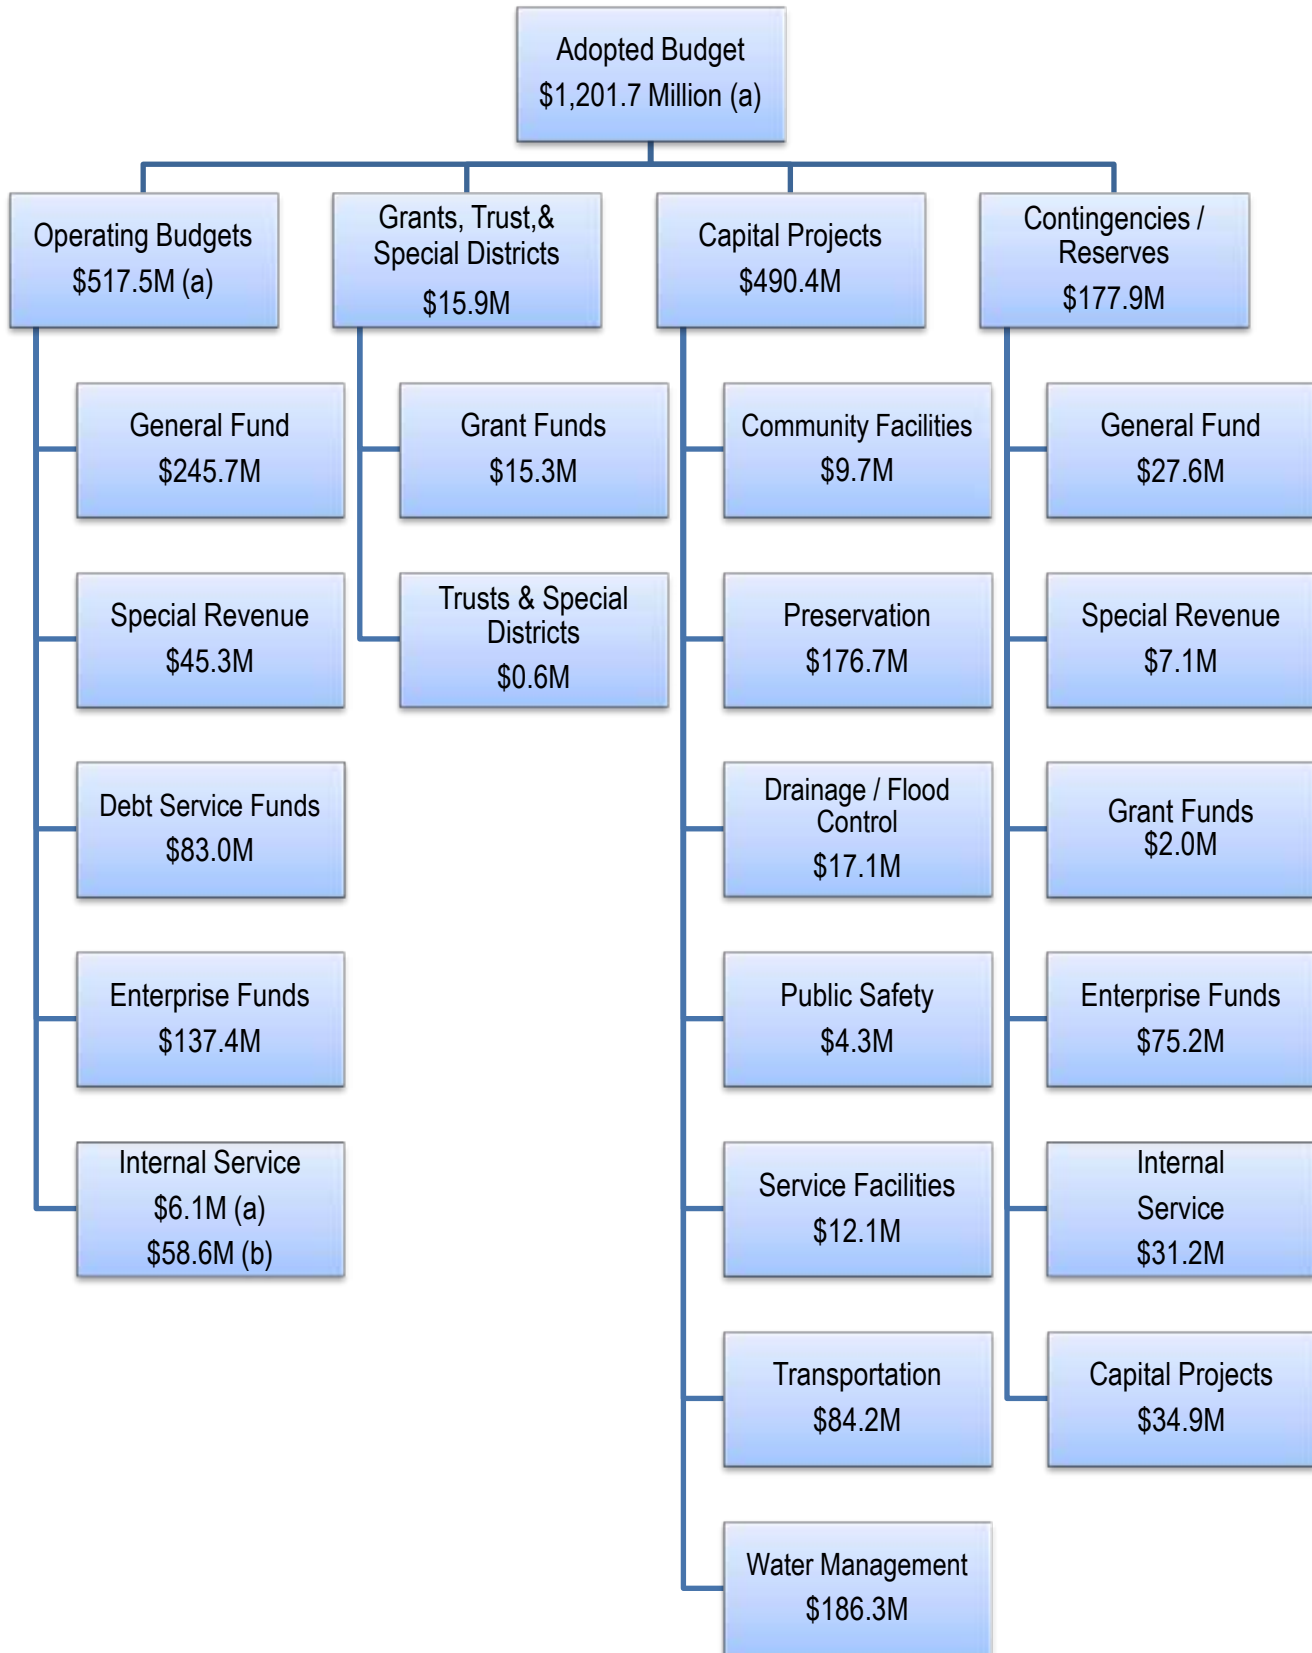 Adopted Budget
$1,201.7 Million (a)
Operating Budgets
$517.5M (a)
Grants, Trust,&
Special Districts
$15.9M
Capital Projects
$490.4M
Contingencies /
Reserves
$177.9M
General Fund
$245.7M
Special Revenue
$45.3M
Debt Service Funds
$83.0M
Enterprise Funds
$137.4M
Internal Service
$6.1M (a)
$58.6M (b)
Grant Funds
$15.3M
Trusts & Special
Districts
$0.6M
Community Facilities
$9.7M
Preservation
$176.7M
Drainage / Flood
Control
$17.1M
Public Safety
$4.3M
Service Facilities
$12.1M
Transportation
$84.2M
Water Management
$186.3M
General Fund
$27.6M
Special Revenue
$7.1M
Grant Funds
$2.0M
Enterprise Funds
$75.2M
Internal
Service
$31.2M
Capital Projects
$34.9M